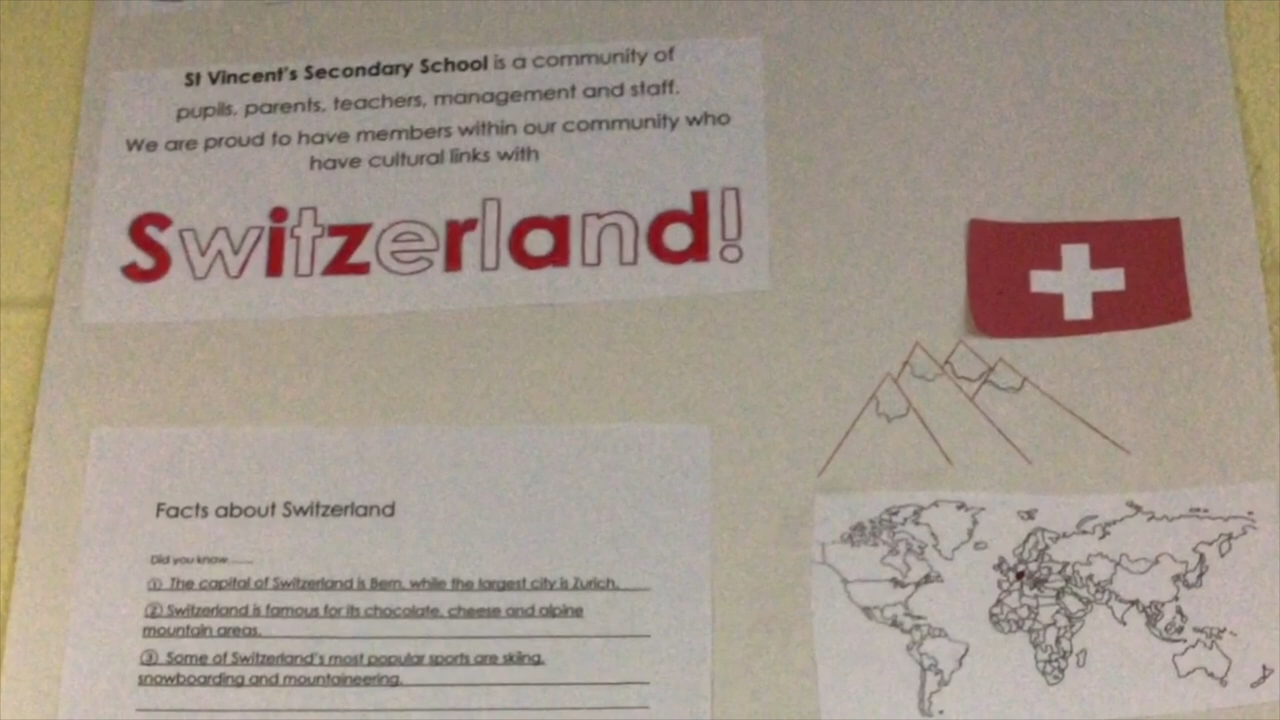 St Vincent's Secondary School is a community of
pupils, parents, teachers, management and staff.
We are proud to have members within our community who
have cultural links with
Switzerland!
Facts about Switzerland
Did you know.......
① The capital of Switzerland is Bern, while the largest city is Zurich.
② Switzerland is famous for its chocolate, cheese and alpine
mountain areas.
③ Some of Switzerland's most popular sports are skiing,
snowboarding and mountaineering.